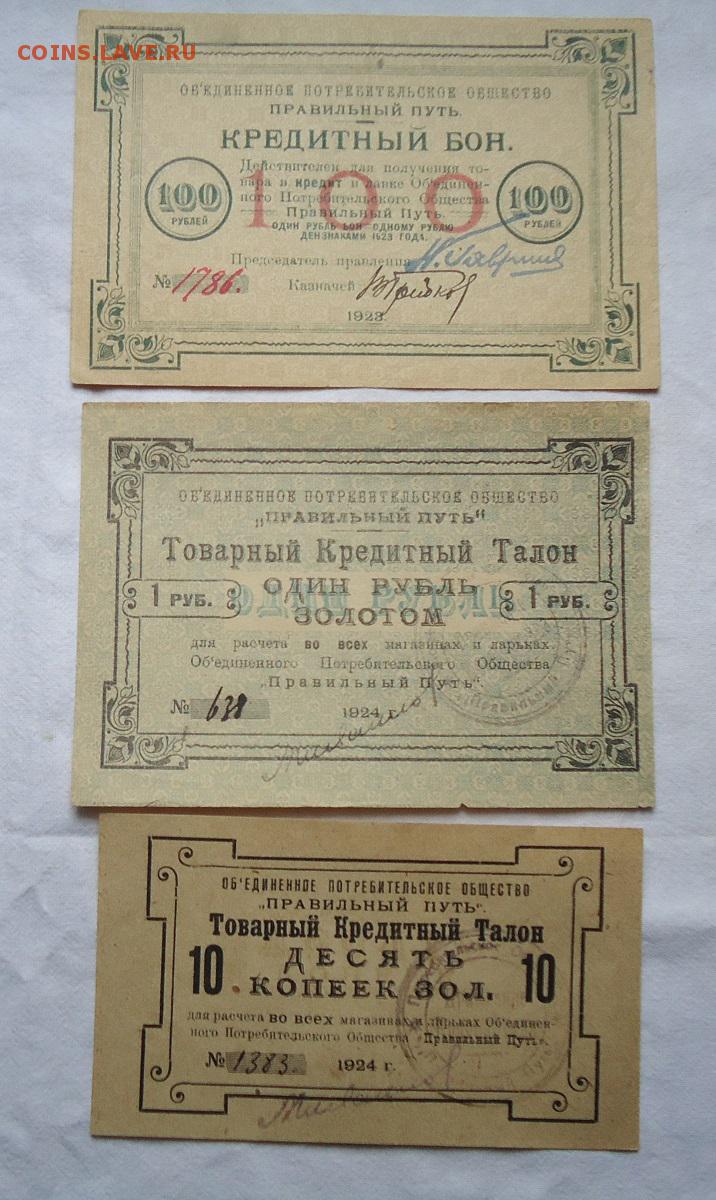 COINS.LAVE.RU
ОБ'ЕДИНЕННОЕ ПОТРЕБИТЕЛЬСКОЕ ОБЩЕСТВО
ПРАВИЛЬНЫЙ ПУТЬ.
КРЕДИТНЫЙ БОН.
Действителен для получения то-
вара в кредит в лавке Об'единен-
ного Потребительского Общества
Правильный Путь.
100
РУБЛЕЙ
100
100
РУБЛЕЙ
ОДИН РУБЛЬ БОН ОДНОМУ РУБЛЮ
ДЕНЗНАКАМИ 1923 ГОДА.
Председатель правления
№ 1786.
Казначей
1923.
ОБ'ЕДИНЕННОЕ ПОТРЕБИТЕЛЬСКОЕ ОБЩЕСТВО
„ПРАВИЛЬНЫЙ ПУТЬ“
Товарный Кредитный Талон
1 РУБ.
ОДИН РУБЛЬ
ЗОЛОТОМ
1 РУБ.
для расчета во всех магазинах и ларьках
Об'единенного Потребительского Общества
„Правильный Путь“.
№ 638
1924 г.
Правильный Путь
ОБ'ЕДИНЕННОЕ ПОТРЕБИТЕЛЬСКОЕ ОБЩЕСТВО
„ПРАВИЛЬНЫЙ ПУТЬ“.
Товарный Кредитный Талон
10
ДЕСЯТЬ
КОПЕЕК ЗОЛ.
10
для расчета во всех магазинах и ларьках Об'единен-
ного Потребительского Общества „Правильный Путь“.
№ 1383.
1924 г.